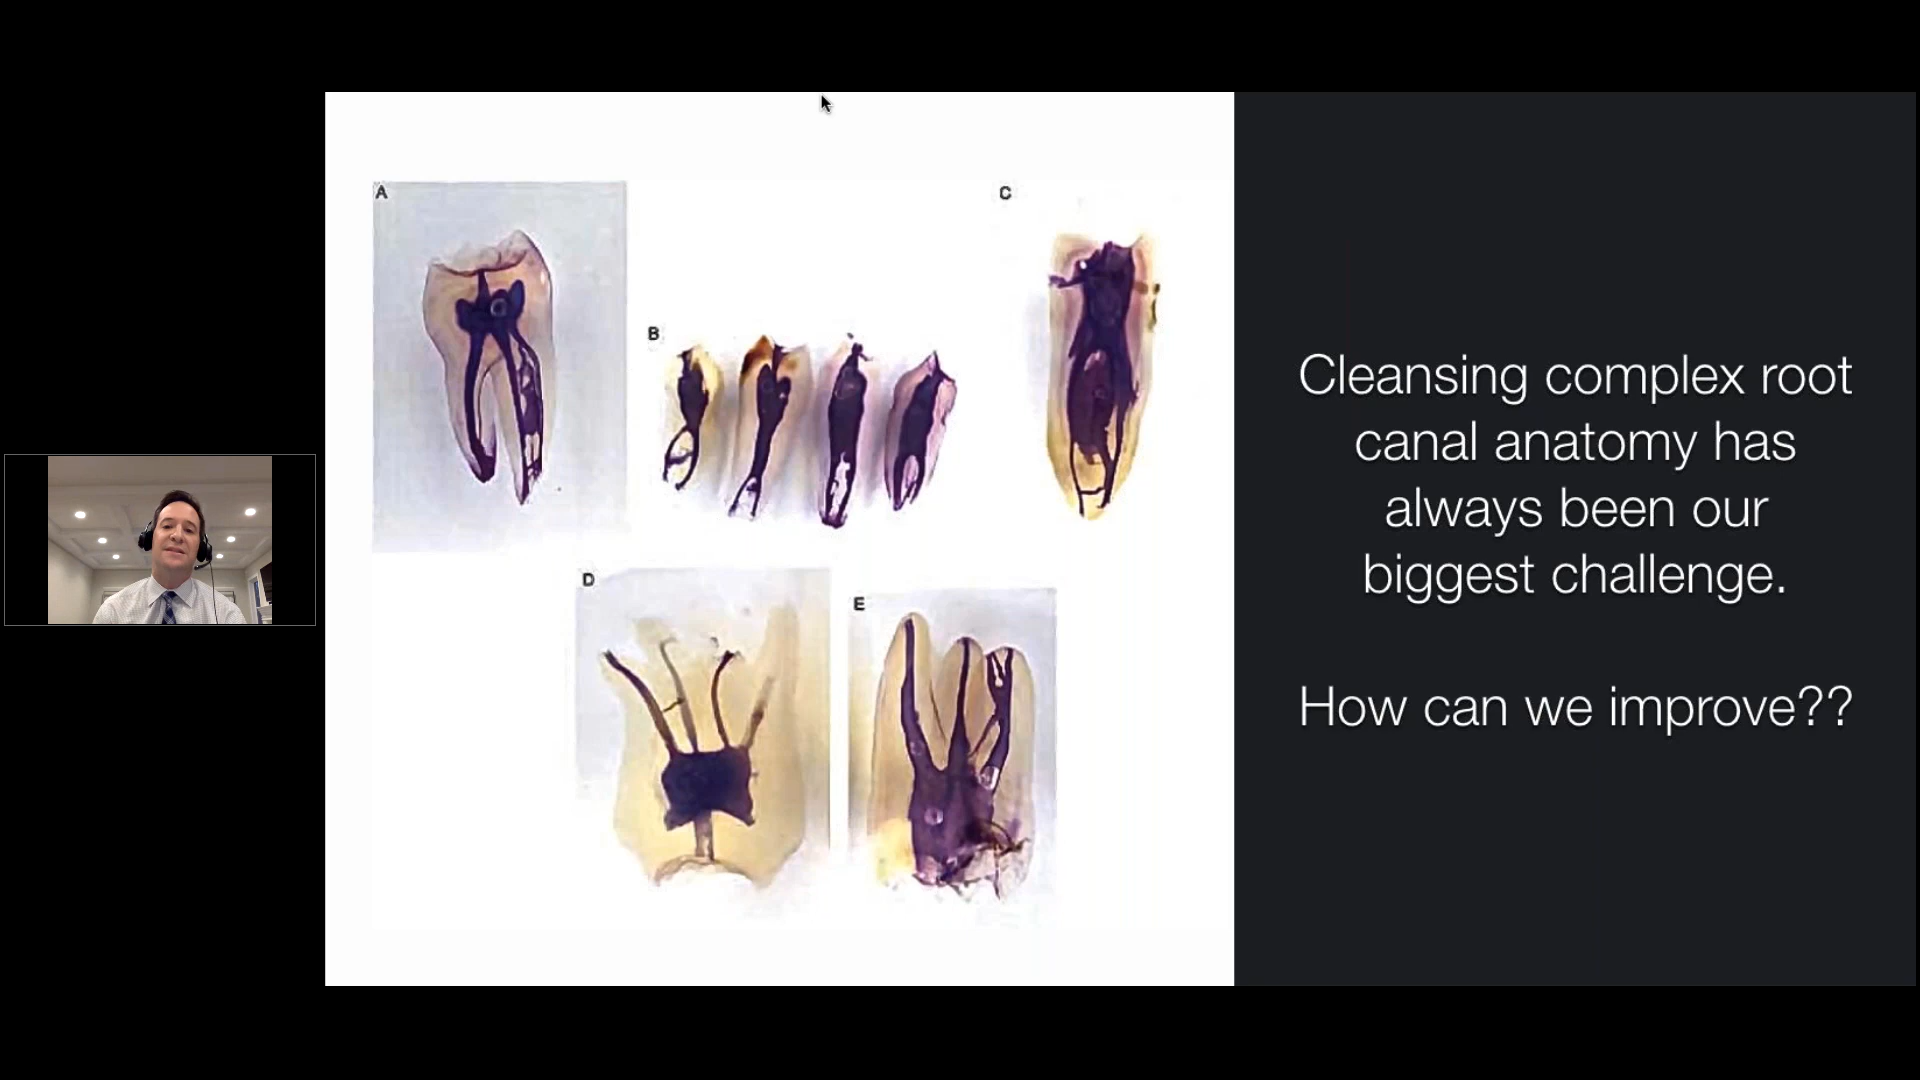 A
B
C
D
E
Cleansing complex root
canal anatomy has
always been our
biggest challenge.
How can we improve??